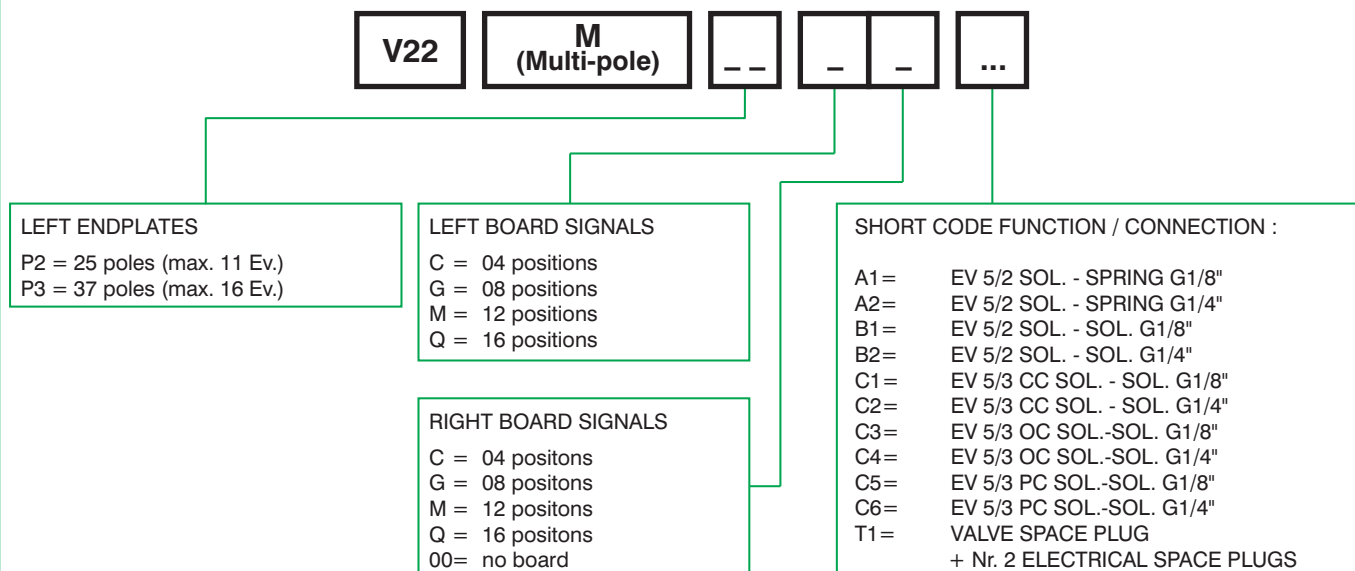 V22
M
(Multi-pole)
_ _
_
_
...
LEFT ENDPLATES
P2 = 25 poles (max. 11 Ev.)
P3 = 37 poles (max. 16 Ev.)
LEFT BOARD SIGNALS
C = 04 positions
G = 08 positions
M = 12 positions
Q = 16 positions
RIGHT BOARD SIGNALS
C = 04 positons
G = 08 positons
M = 12 positons
Q = 16 positons
00= no board
SHORT CODE FUNCTION / CONNECTION :
A1= EV 5/2 SOL. - SPRING G1/8"
A2= EV 5/2 SOL. - SPRING G1/4"
B1= EV 5/2 SOL. - SOL. G1/8"
B2= EV 5/2 SOL. - SOL. G1/4"
C1= EV 5/3 CC SOL. - SOL. G1/8"
C2= EV 5/3 CC SOL. - SOL. G1/4"
C3= EV 5/3 OC SOL.-SOL. G1/8"
C4= EV 5/3 OC SOL.-SOL. G1/4"
C5= EV 5/3 PC SOL.-SOL. G1/8"
C6= EV 5/3 PC SOL.-SOL. G1/4"
T1= VALVE SPACE PLUG
+ Nr. 2 ELECTRICAL SPACE PLUGS